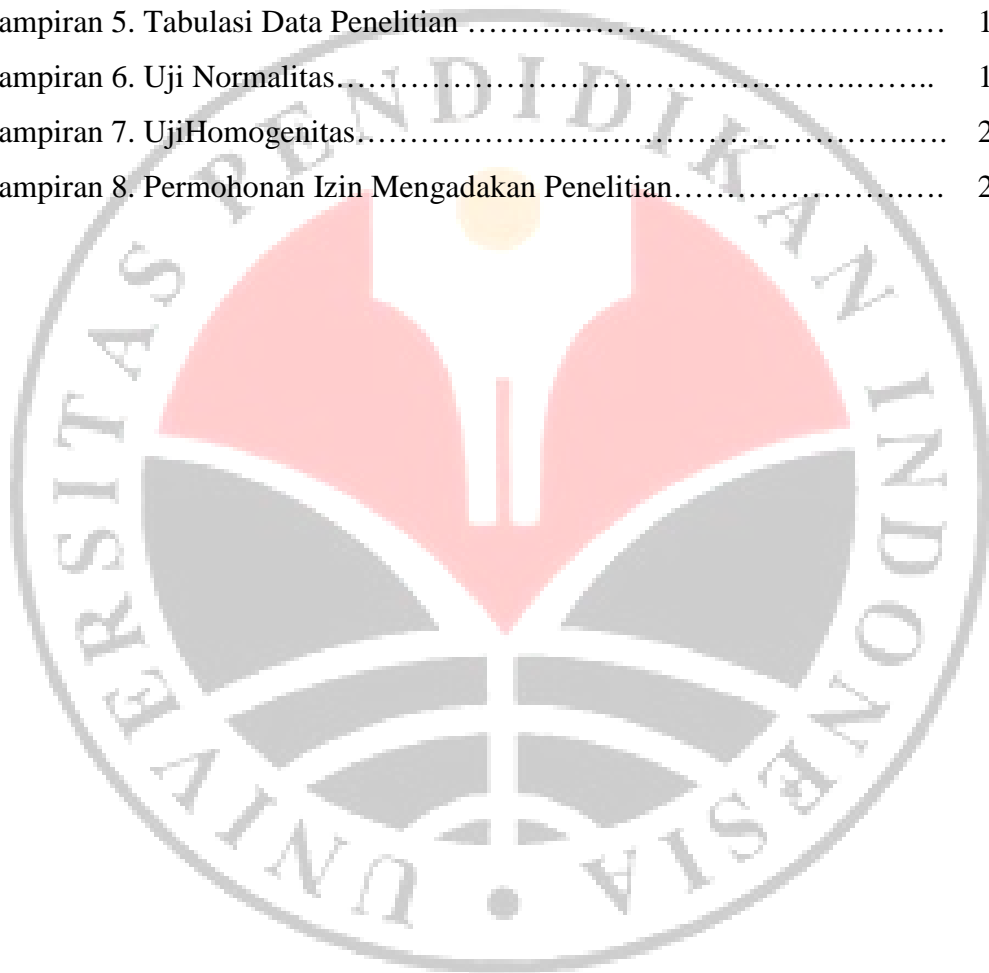 ampiran 5. Tabulasi Data Penelitian ……………………………………… 1
ampiran 6. Uji Normalitas………………………………………….…….. 1
ampiran 7. UjiHomogenitas……………………………………………….…. 2
ampiran 8. Permohonan Izin Mengadakan Penelitian…………………….…. 2
UNIVERSITAS PENDIDIKAN INDONESIA